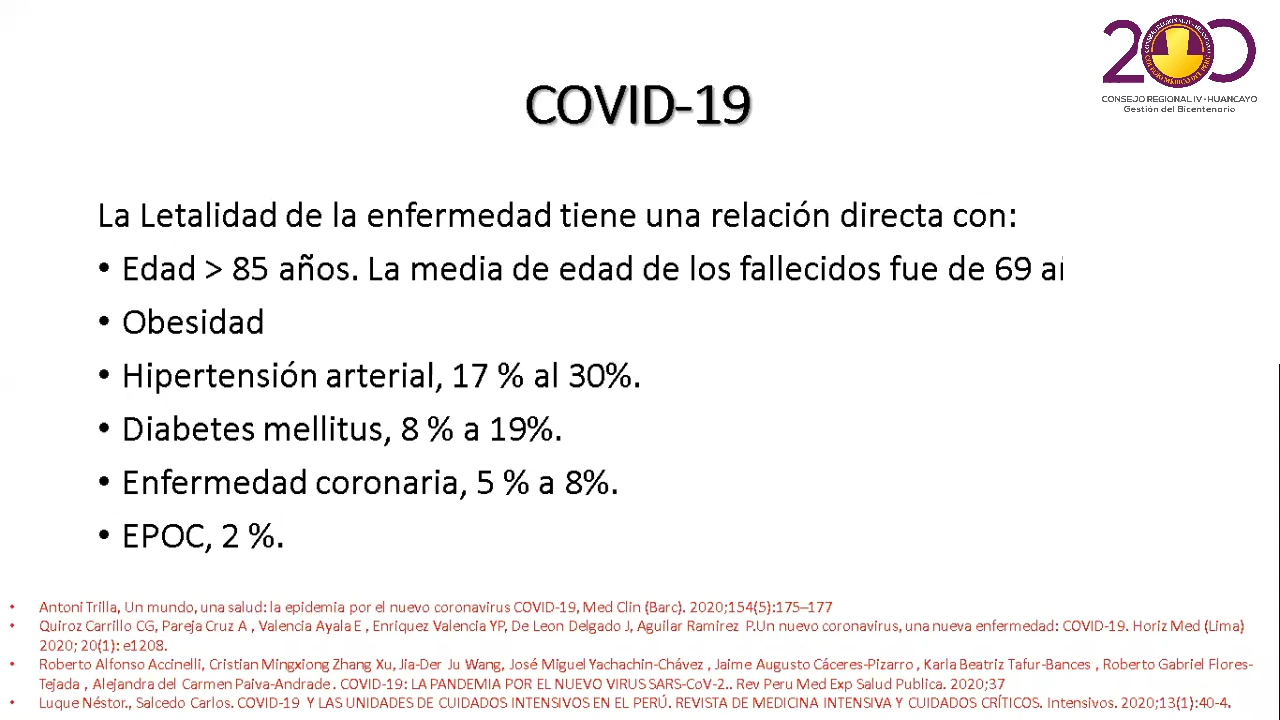 200
CONSEJO REGIONAL IV - HUANCAYO
COLEGIO MÉDICO DEL PERÚ
CONSEJO REGIONAL IV - HUANCAYO
Gestión del Bicentenario
COVID-19
La Letalidad de la enfermedad tiene una relación directa con:
• Edad > 85 años. La media de edad de los fallecidos fue de 69
• Obesidad
• Hipertensión arterial, 17 % al 30%.
• Diabetes mellitus, 8 % a 19%.
• Enfermedad coronaria, 5 % a 8%.
• EPOC, 2 %.
• Antoni Trilla, Un mundo, una salud: la epidemia por el nuevo coronavirus COVID-19, Med Clin (Barc). 2020;154(5):175–177
• Quiroz Carrillo CG, Pareja Cruz A , Valencia Ayala E , Enriquez Valencia YP, De Leon Delgado J, Aguilar Ramirez P.Un nuevo coronavirus, una nueva enfermedad: COVID-19. Horiz Med (Lima)
2020; 20(1): e1208.
• Roberto Alfonso Accinelli, Cristian Mingxiong Zhang Xu, Jia-Der Ju Wang, José Miguel Yachachin-Chávez , Jaime Augusto Cáceres-Pizarro , Karla Beatriz Tafur-Bances , Roberto Gabriel Flores-
Tejada , Alejandra del Carmen Paiva-Andrade . COVID-19: LA PANDEMIA POR EL NUEVO VIRUS SARS-CoV-2.. Rev Peru Med Exp Salud Publica. 2020;37
• Luque Néstor., Salcedo Carlos. COVID-19 Y LAS UNIDADES DE CUIDADOS INTENSIVOS EN EL PERÚ. REVISTA DE MEDICINA INTENSIVA Y CUIDADOS CRÍTICOS. Intensivos. 2020;13(1):40-4.